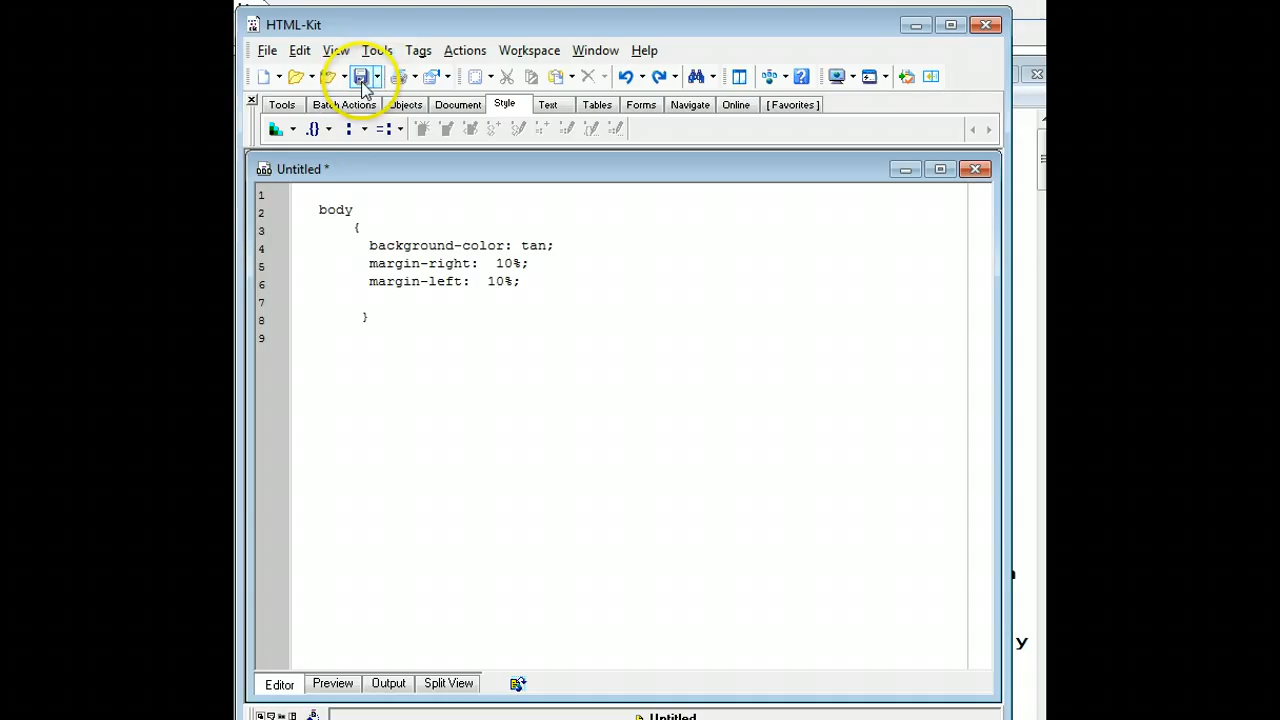 HTML-Kit
File Edit View Tools Tags Actions Workspace Window Help
Tools Batch Actions Objects Document Style Text Tables Forms Navigate Online [ Favorites ]
{}
Untitled *
1
2 body
3 {
4 background-color: tan;
5 margin-right: 10%;
6 margin-left: 10%;
7
8 }
9
Y
Editor Preview Output Split View
Untitled